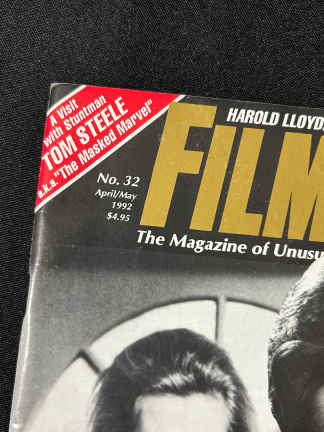 A Visit
with Stuntman
TOM STEELE
a.k.a. "The Masked Marvel"
HAROLD LLOYD
FILM
No. 32
April/May
1992
$4.95
The Magazine of Unusu